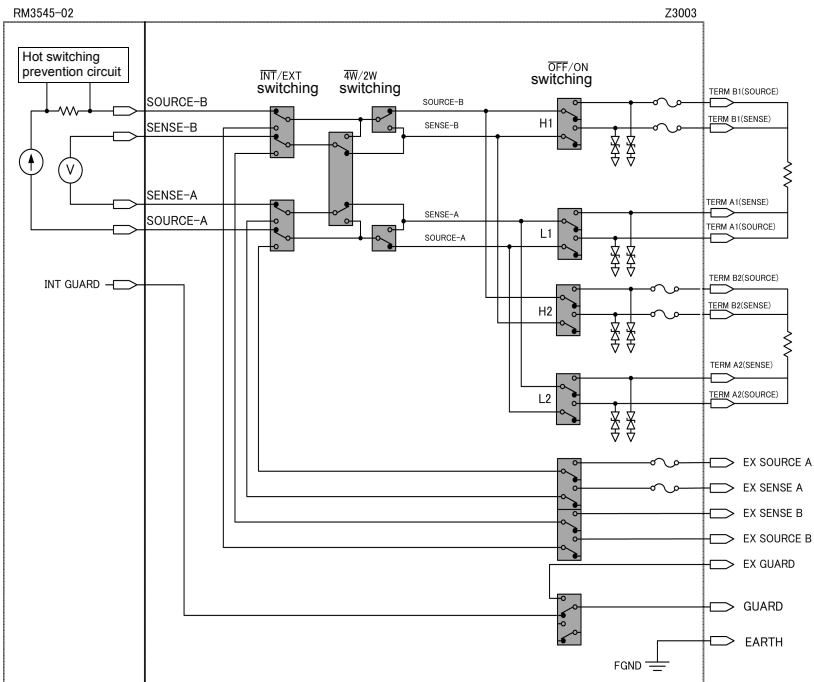 RM3545-02
Z3003
Hot switching
prevention circuit
INT/EXT
switching
4W/2W
switching
OFF/ON
switching
SOURCE-B
SENSE-B
SOURCE-B
SENSE-B
H1
TERM B1(SOURCE)
TERM B1(SENSE)
V
SENSE-A
SOURCE-A
SENSE-A
SOURCE-A
L1
TERM A1(SENSE)
TERM A1(SOURCE)
INT GUARD
H2
TERM B2(SOURCE)
TERM B2(SENSE)
L2
TERM A2(SENSE)
TERM A2(SOURCE)
EX SOURCE A
EX SENSE A
EX SENSE B
EX SOURCE B
EX GUARD
GUARD
EARTH
FGND